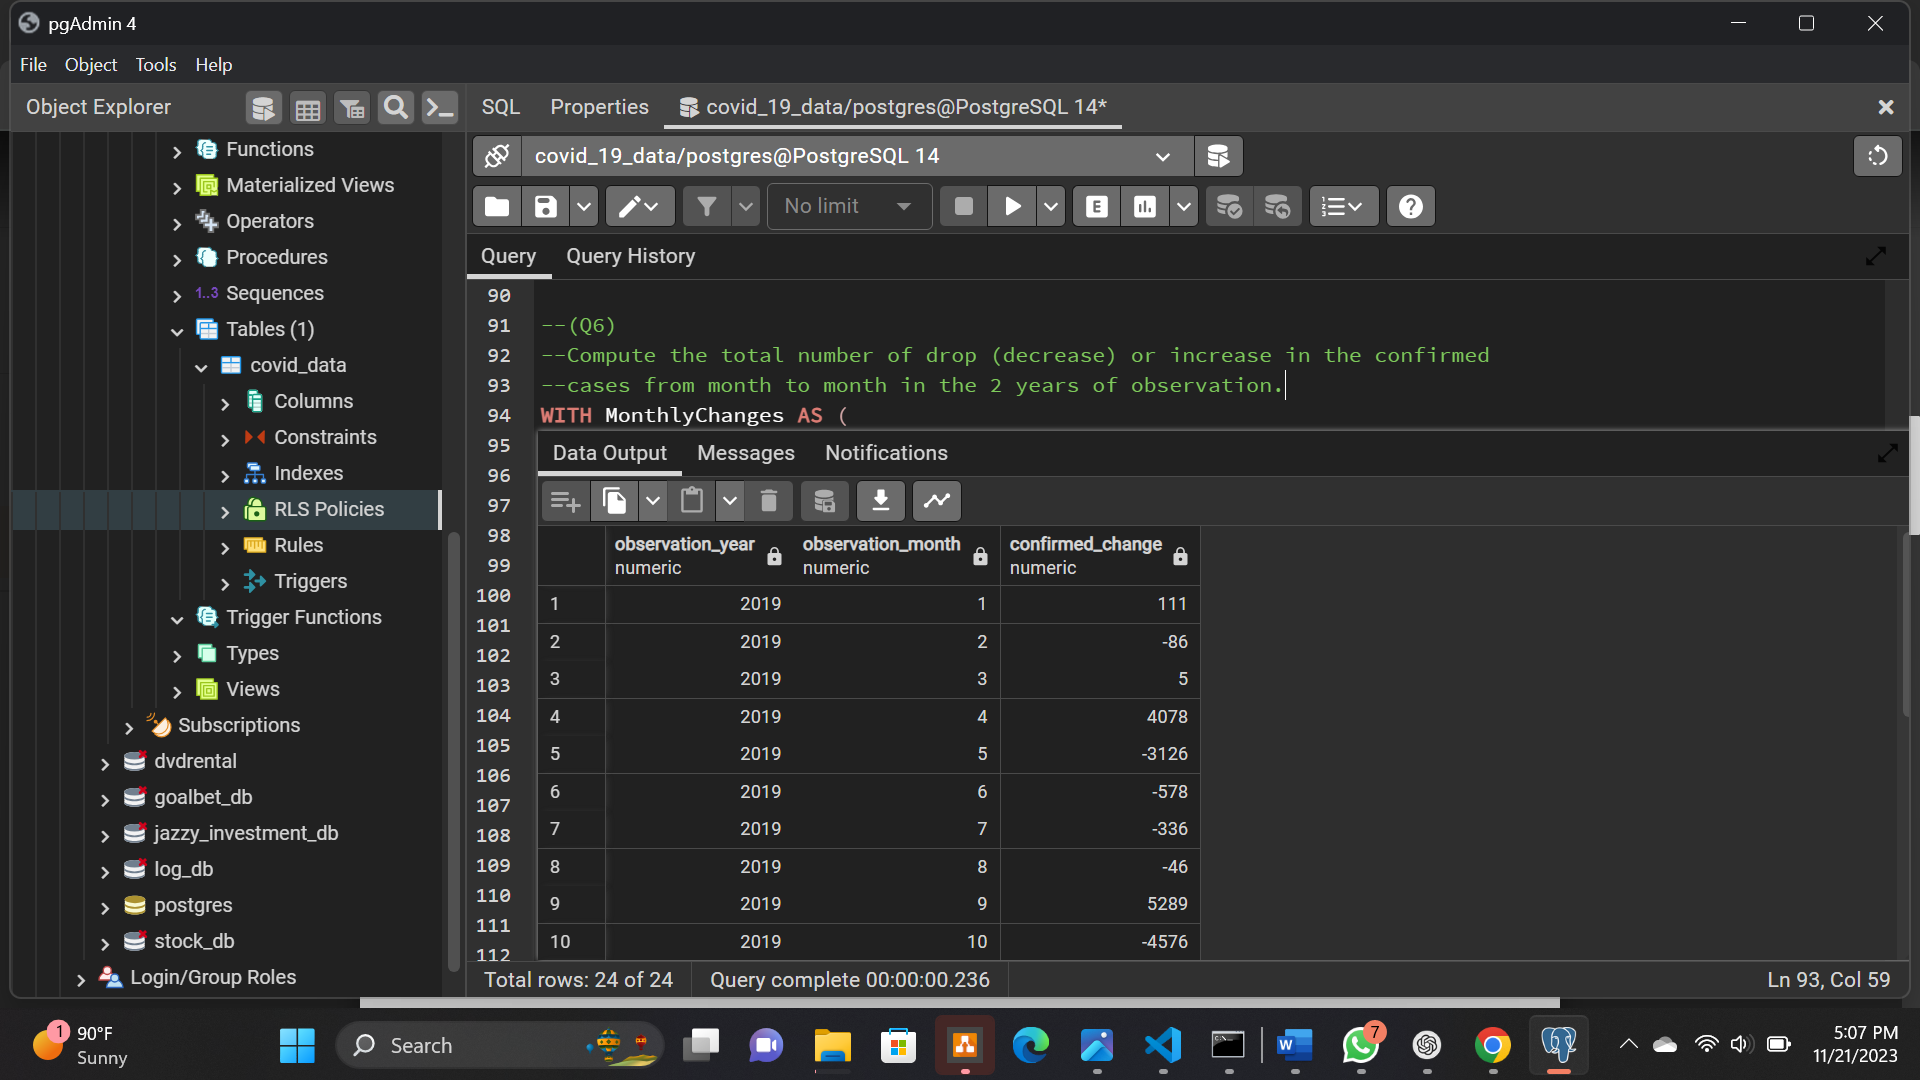 pgAdmin 4
File Object Tools Help
Object Explorer
SQL Properties covid_19_data/postgres@PostgreSQL 14*
Functions
Materialized Views
Operators
Procedures
1..3 Sequences
Tables (1)
covid_data
Columns
Constraints
Indexes
RLS Policies
Rules
Triggers
Trigger Functions
Types
Views
Subscriptions
dvdrental
goalbet_db
jazzy_investment_db
log_db
postgres
stock_db
Login/Group Roles
covid_19_data/postgres@PostgreSQL 14
No limit
E
Query Query History
90
91 --(Q6)
92 --Compute the total number of drop (decrease) or increase in the confirmed
93 --cases from month to month in the 2 years of observation.
94 WITH MonthlyChanges AS (
95
96
97
98
99
100
101
102
103
104
105
106
107
108
109
110
111
112
Data Output Messages Notifications
observation_year observation_month confirmed_change
numeric numeric numeric
1 2019 1 111
2 2019 2 -86
3 2019 3 5
4 2019 4 4078
5 2019 5 -3126
6 2019 6 -578
7 2019 7 -336
8 2019 8 -46
9 2019 9 5289
10 2019 10 -4576
Total rows: 24 of 24 Query complete 00:00:00.236 Ln 93, Col 59
1 90°F
Sunny
Search
W
7
5:07 PM
11/21/2023